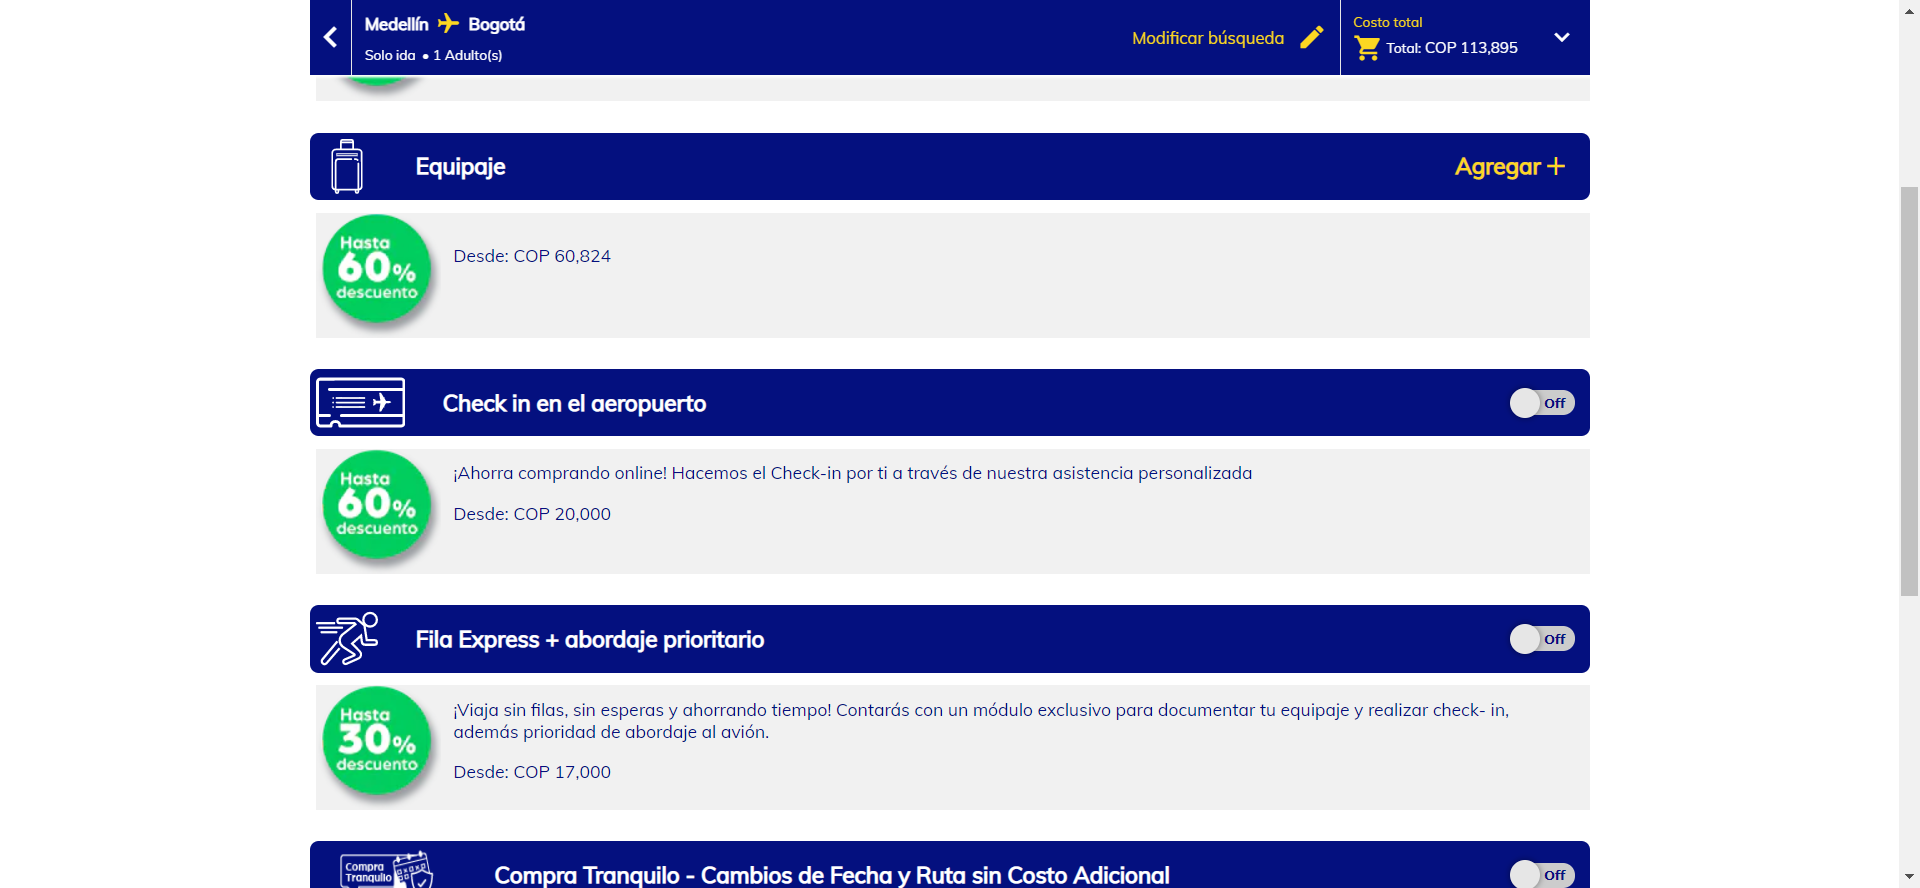 Medellín Bogotá
Solo ida • 1 Adulto(s)
Modificar búsqueda
Costo total
Total: COP 113,895
Equipaje
Agregar +
Hasta
60%
descuento
Desde: COP 60,824
Check in en el aeropuerto
Off
Hasta
60%
descuento
¡Ahorra comprando online! Hacemos el Check-in por ti a través de nuestra asistencia personalizada
Desde: COP 20,000
Fila Express + abordaje prioritario
Off
Hasta
30%
descuento
¡Viaja sin filas, sin esperas y ahorrando tiempo! Contarás con un módulo exclusivo para documentar tu equipaje y realizar check- in,
además prioridad de abordaje al avión.
Desde: COP 17,000
Compra
Tranquilo
Compra Tranquilo - Cambios de Fecha y Ruta sin Costo Adicional
Off